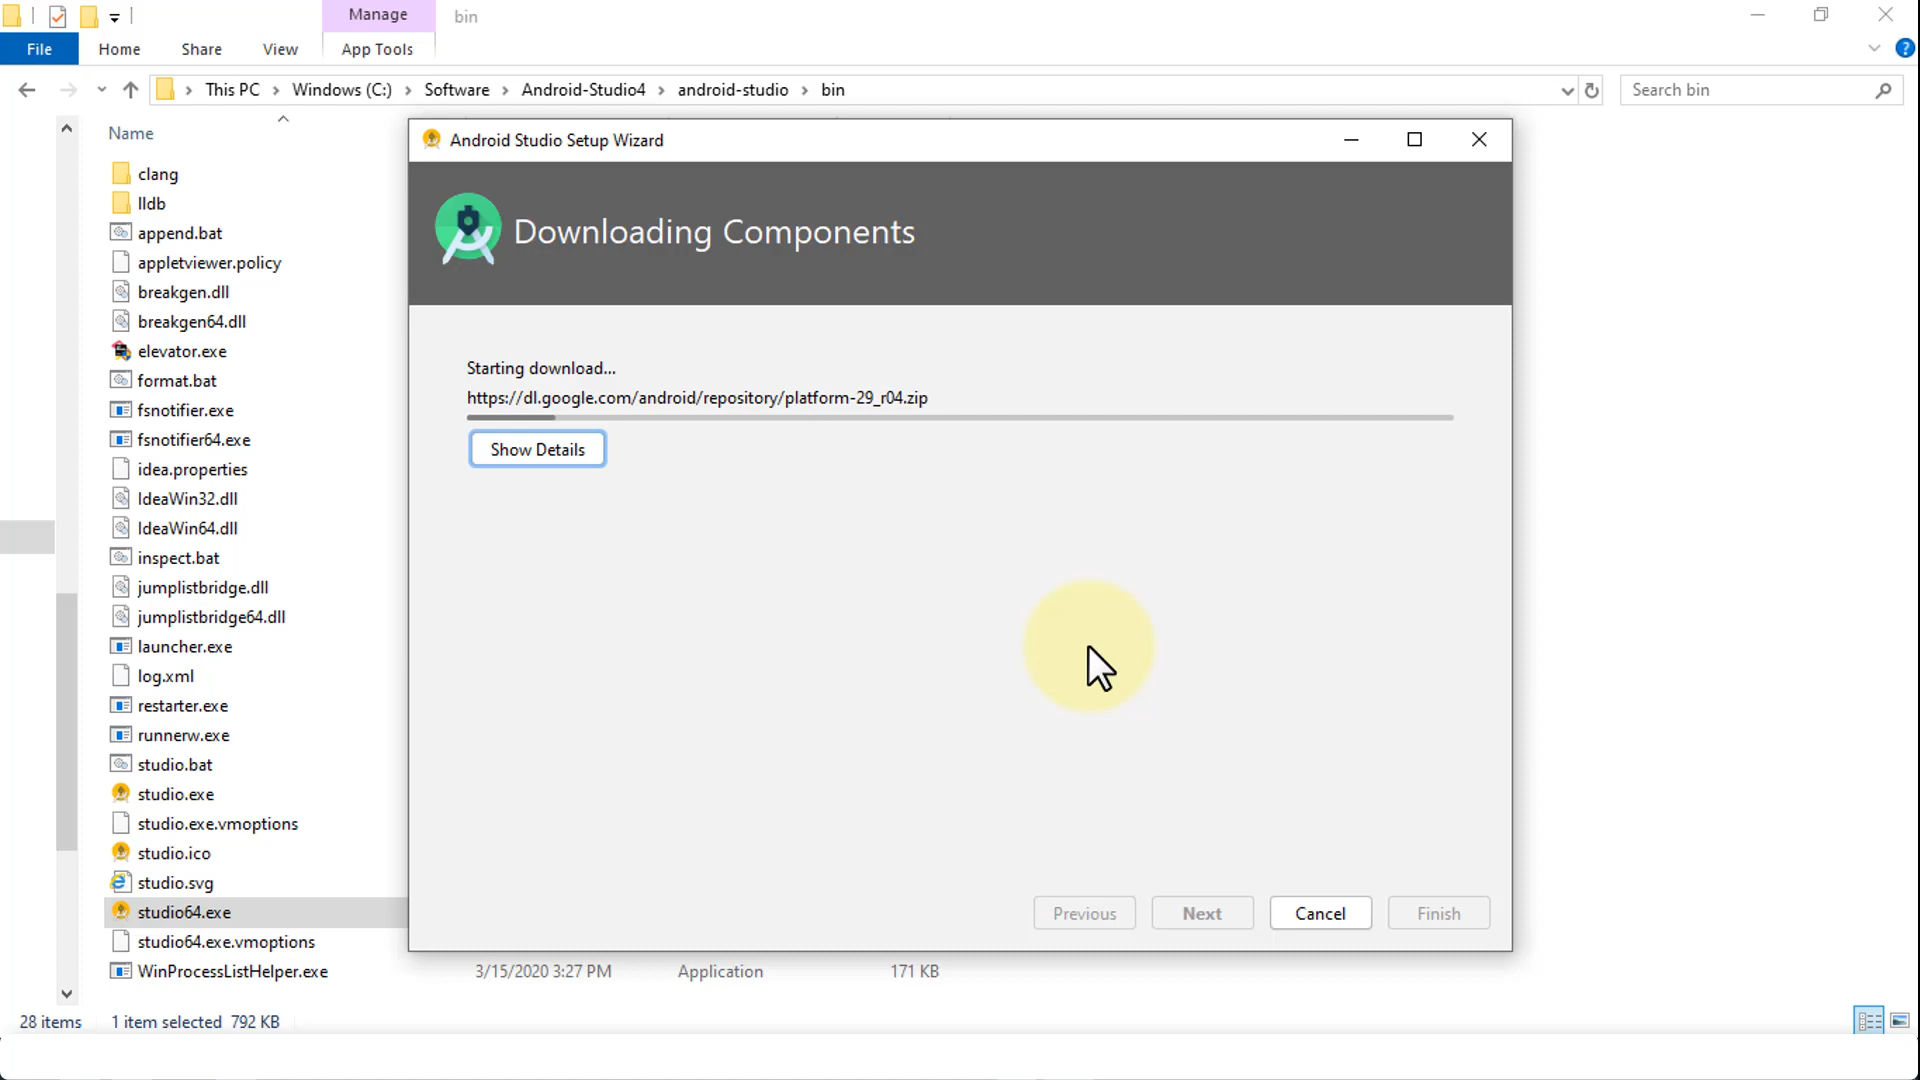 Manage
bin
File
Home
Share
View
App Tools
?
This PC
Windows (C:)
Software
Android-Studio4
android-studio
bin
Search bin
Name
clang
lldb
append.bat
appletviewer.policy
breakgen.dll
breakgen64.dll
elevator.exe
format.bat
fsnotifier.exe
fsnotifier64.exe
idea.properties
IdeaWin32.dll
IdeaWin64.dll
inspect.bat
jumplistbridge.dll
jumplistbridge64.dll
launcher.exe
log.xml
restarter.exe
runnerw.exe
studio.bat
studio.exe
studio.exe.vmoptions
studio.ico
studio.svg
studio64.exe
studio64.exe.vmoptions
WinProcessListHelper.exe 3/15/2020 3:27 PM Application 171 KB
Android Studio Setup Wizard
Downloading Components
Starting download...
https://dl.google.com/android/repository/platform-29_r04.zip
Show Details
Previous
Next
Cancel
Finish
28 items 1 item selected 792 KB